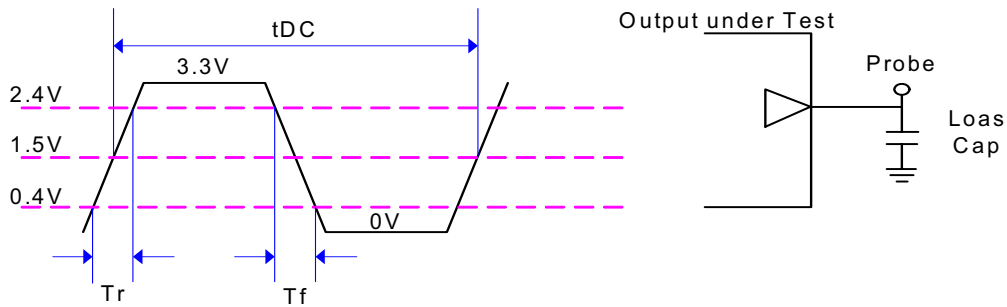 tDC
3.3V
2.4V
1.5V
0.4V
0V
Tr
Tf
Output under Test
Probe
Loas
Cap